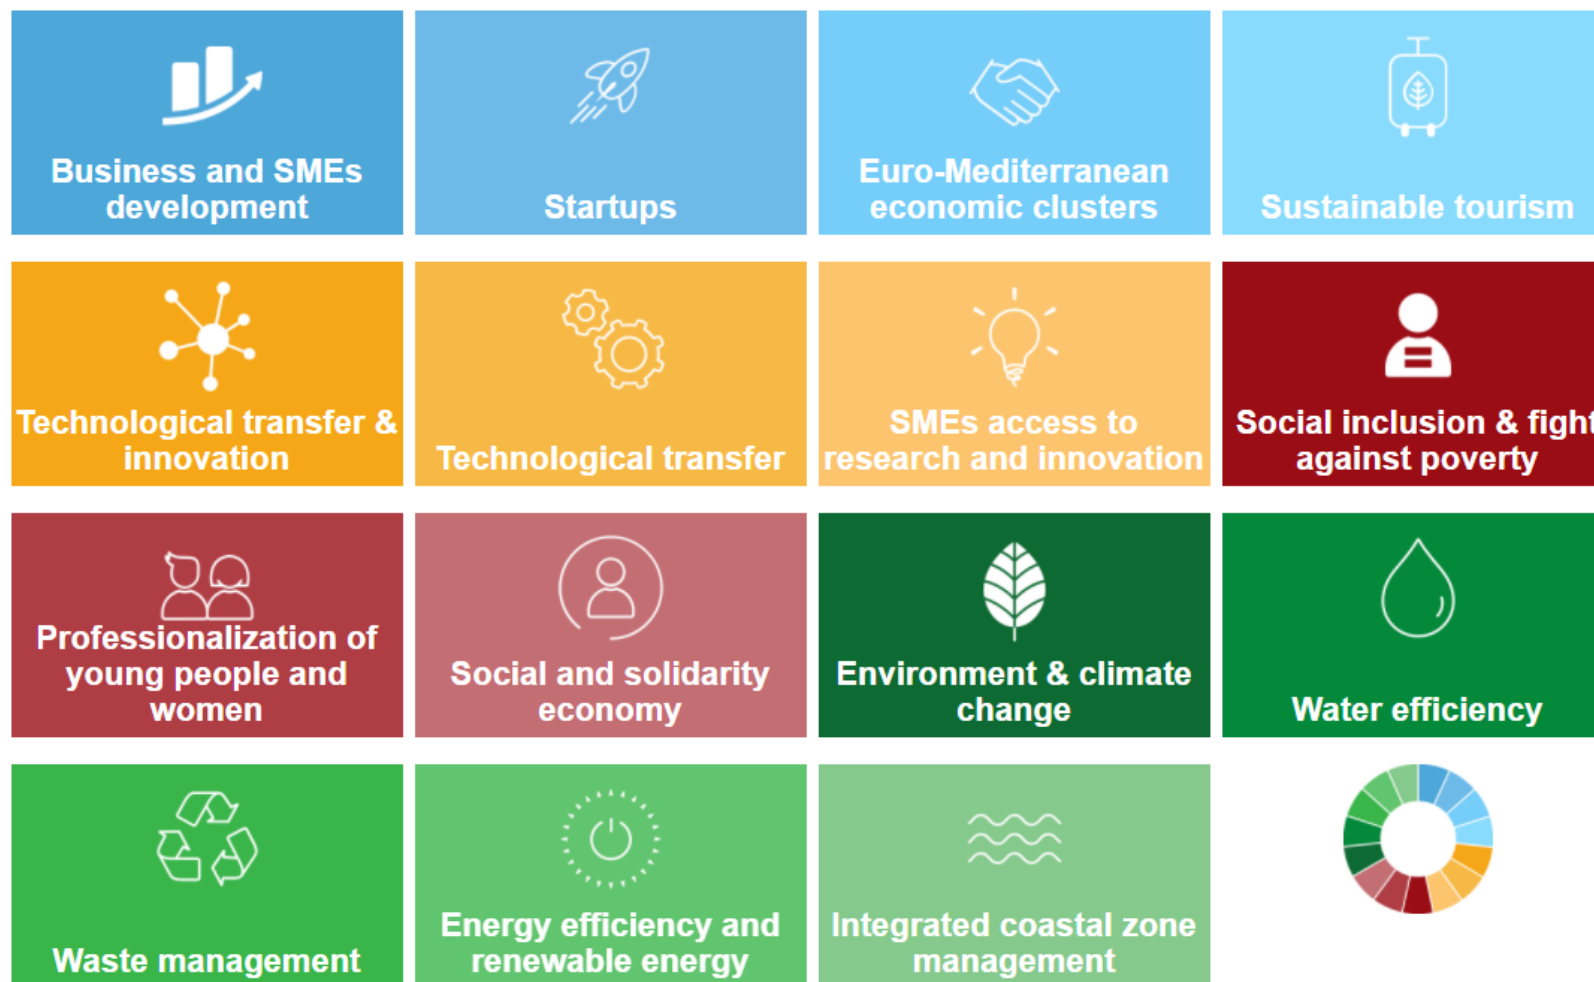 Business and SMEs
development
Startups
Euro-Mediterranean
economic clusters
Sustainable tourism
Technological transfer &
innovation
Technological transfer
SMEs access to
research and innovation
Social inclusion & fight
against poverty
Professionalization of
young people and
women
Social and solidarity
economy
Environment & climate
change
Water efficiency
Waste management
Energy efficiency and
renewable energy
Integrated coastal zone
management